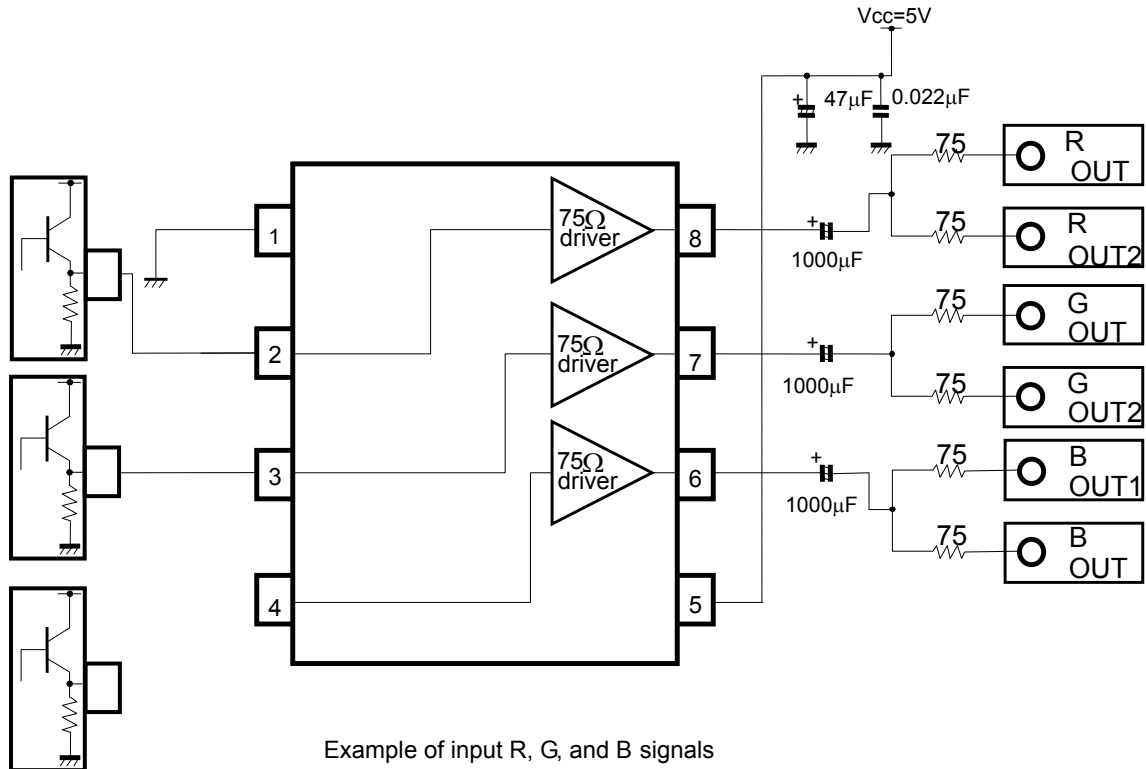 Vcc=5V
+
47μF
0.022μF
75
R
OUT
1
75Ω
driver
8
+
1000μF
75
R
OUT2
2
75Ω
driver
7
+
1000μF
75
G
OUT
75
G
OUT2
3
75Ω
driver
6
+
1000μF
75
B
OUT1
4
5
75
B
OUT
Example of input R, G, and B signals